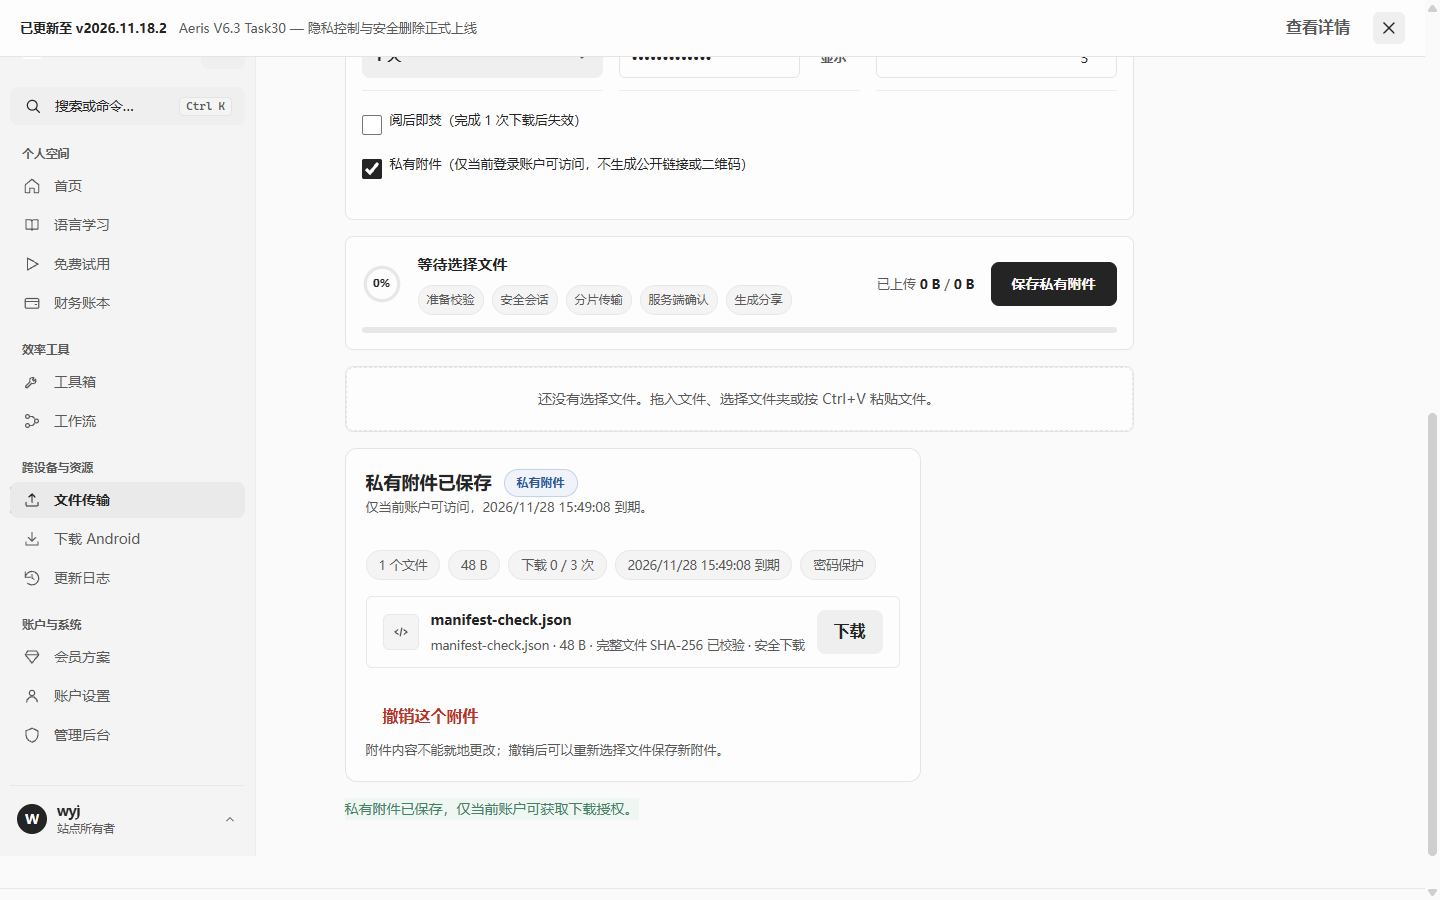 已更新至 v2026.11.18.2 Aeris V6.3 Task30 — 隐私控制与安全删除正式上线
查看详情
搜索或命令... Ctrl K
个人空间
首页
语言学习
免费试用
财务账本
效率工具
工具箱
工作流
跨设备与资源
文件传输
下载 Android
更新日志
账户与系统
会员方案
账户设置
管理后台
W wyj
站点所有者
阅后即焚（完成 1 次下载后失效）
私有附件（仅当前登录账户可访问，不生成公开链接或二维码）
0%
等待选择文件
准备校验 安全会话 分片传输 服务端确认 生成分享
已上传 0 B / 0 B
保存私有附件
还没有选择文件。拖入文件、选择文件夹或按 Ctrl+V 粘贴文件。
私有附件已保存 私有附件
仅当前账户可访问，2026/11/28 15:49:08 到期。
1 个文件 48 B 下载 0 / 3 次 2026/11/28 15:49:08 到期 密码保护
manifest-check.json
manifest-check.json · 48 B · 完整文件 SHA-256 已校验 · 安全下载
下载
撤销这个附件
附件内容不能就地更改；撤销后可以重新选择文件保存新附件。
私有附件已保存，仅当前账户可获取下载授权。